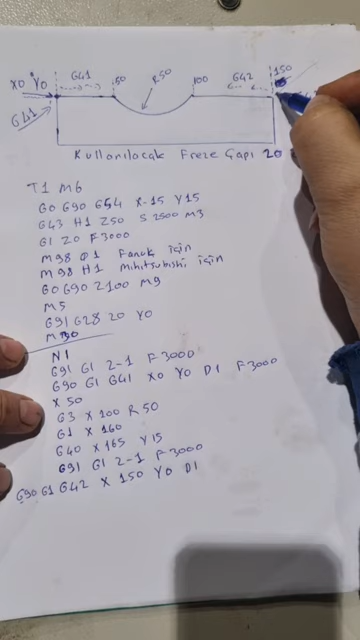 G41 50 R50 100 G42 150
X0 Y0
G41
Kullanılacak Freze Çapı 20
T1 M6
G0 G90 G54 X-15 Y15
G43 H1 Z50 S2500 M3
G1 Z0 F3000
M98 P1 Fanuk için
M98 H1 Mihitsubishi için
G0 G90 Z100 M9
M5
G91 G28 Z0 Y0
M30
N1
G91 G1 Z-1 F3000
G90 G1 G41 X0 Y0 D1 F3000
X50
G3 X100 R50
G1 X160
G40 X165 Y15
G91 G1 Z-1 F3000
G90 G1 G42 X150 Y0 D1